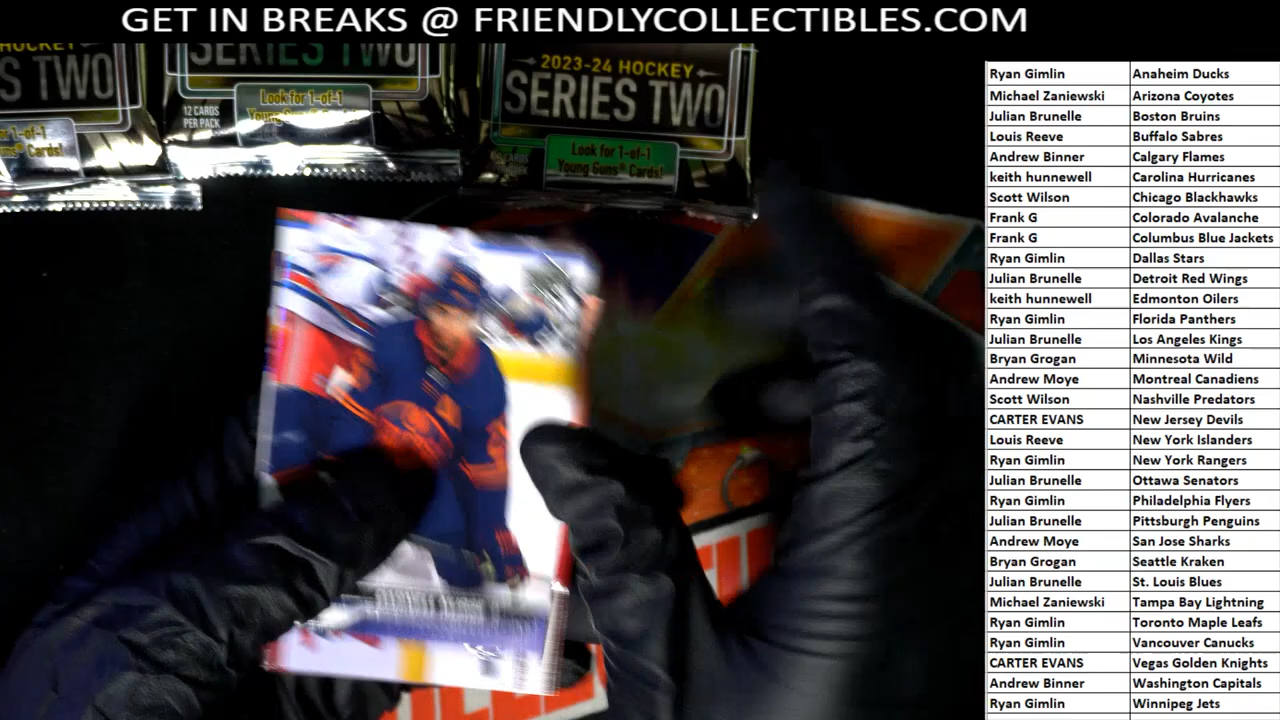 GET IN BREAKS @ FRIENDLYCOLLECTIBLES.COM
HOCKEY
S TWO
1-of-1
Cards!
SERIES TWO
12 CARDS
PER PACK
Look for 1-of-1
2023-24 HOCKEY
SERIES TWO
Look for 1-of-1
Young Guns® Cards!
Ryan Gimlin Anaheim Ducks
Michael Zaniewski Arizona Coyotes
Julian Brunelle Boston Bruins
Louis Reeve Buffalo Sabres
Andrew Binner Calgary Flames
keith hunnewell Carolina Hurricanes
Scott Wilson Chicago Blackhawks
Frank G Colorado Avalanche
Frank G Columbus Blue Jackets
Ryan Gimlin Dallas Stars
Julian Brunelle Detroit Red Wings
keith hunnewell Edmonton Oilers
Ryan Gimlin Florida Panthers
Julian Brunelle Los Angeles Kings
Bryan Grogan Minnesota Wild
Andrew Moye Montreal Canadiens
Scott Wilson Nashville Predators
CARTER EVANS New Jersey Devils
Louis Reeve New York Islanders
Ryan Gimlin New York Rangers
Julian Brunelle Ottawa Senators
Ryan Gimlin Philadelphia Flyers
Julian Brunelle Pittsburgh Penguins
Andrew Moye San Jose Sharks
Bryan Grogan Seattle Kraken
Julian Brunelle St. Louis Blues
Michael Zaniewski Tampa Bay Lightning
Ryan Gimlin Toronto Maple Leafs
Ryan Gimlin Vancouver Canucks
CARTER EVANS Vegas Golden Knights
Andrew Binner Washington Capitals
Ryan Gimlin Winnipeg Jets